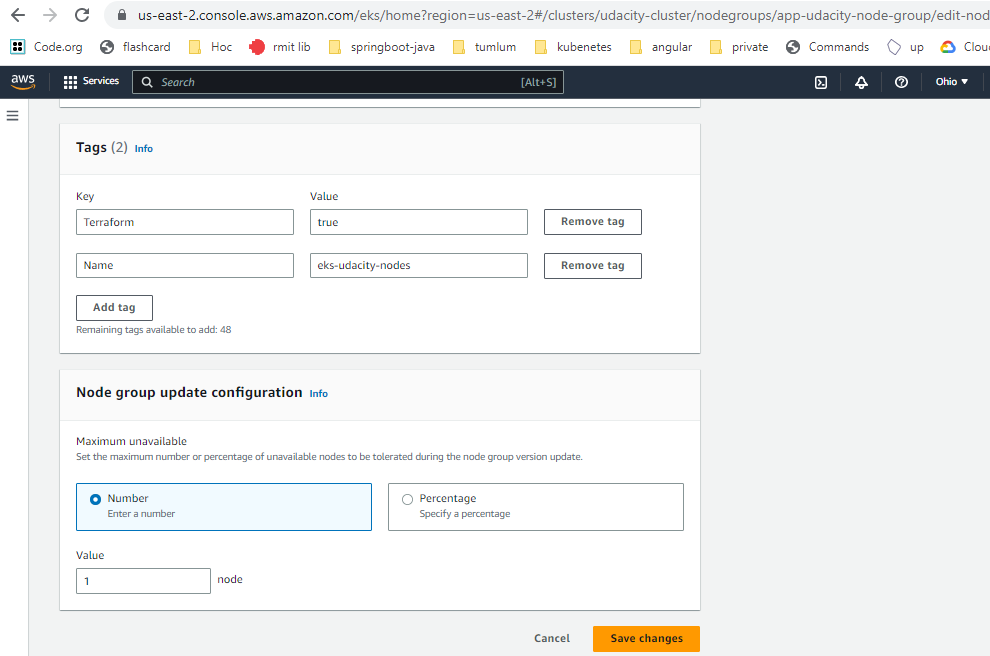 us-east-2.console.aws.amazon.com/eks/home?region=us-east-2#/clusters/udacity-cluster/nodegroups/app-udacity-node-group/edit-nod
Code.org flashcard Hoc rmit lib springboot-java tumlum kubenetes angular private Commands up Clou
aws Services Search [Alt+S] Ohio
Tags (2) Info
Key Value
Terraform true Remove tag
Name eks-udacity-nodes Remove tag
Add tag
Remaining tags available to add: 48
Node group update configuration Info
Maximum unavailable
Set the maximum number or percentage of unavailable nodes to be tolerated during the node group version update.
Number Percentage
Enter a number Specify a percentage
Value
1 node
Cancel Save changes